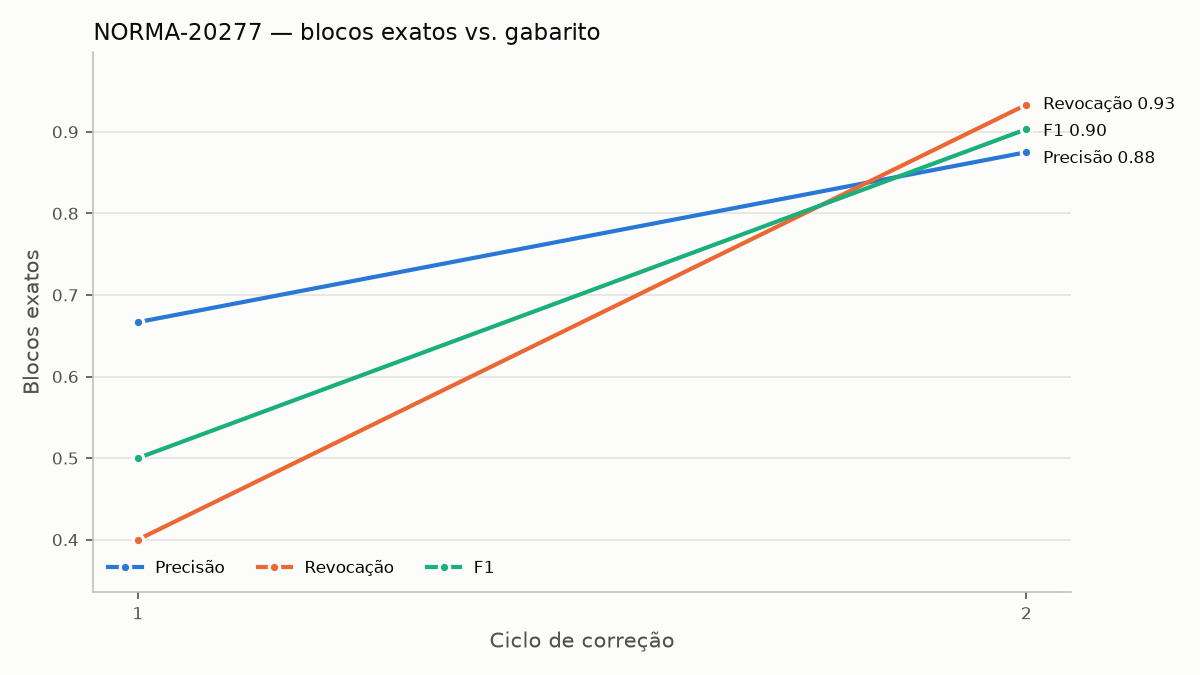 NORMA-20277 — blocos exatos vs. gabarito
Blocos exatos
0.9
0.8
0.7
0.6
0.5
0.4
Revocação 0.93
F1 0.90
Precisão 0.88
Precisão Revocação F1
1 2
Ciclo de correção